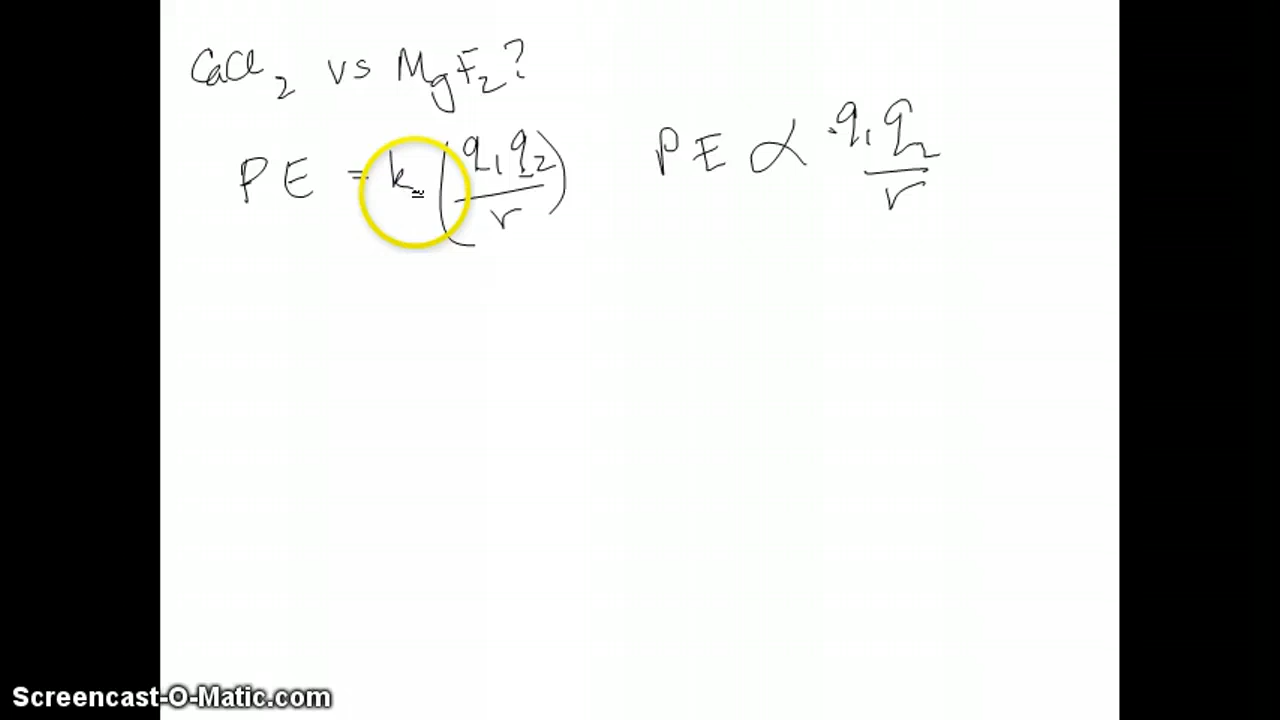 CaCl₂ vs MgF₂?
PE = k (q₁q₂/r)
PE ∝ q₁q₂/r
Screencast-O-Matic.com